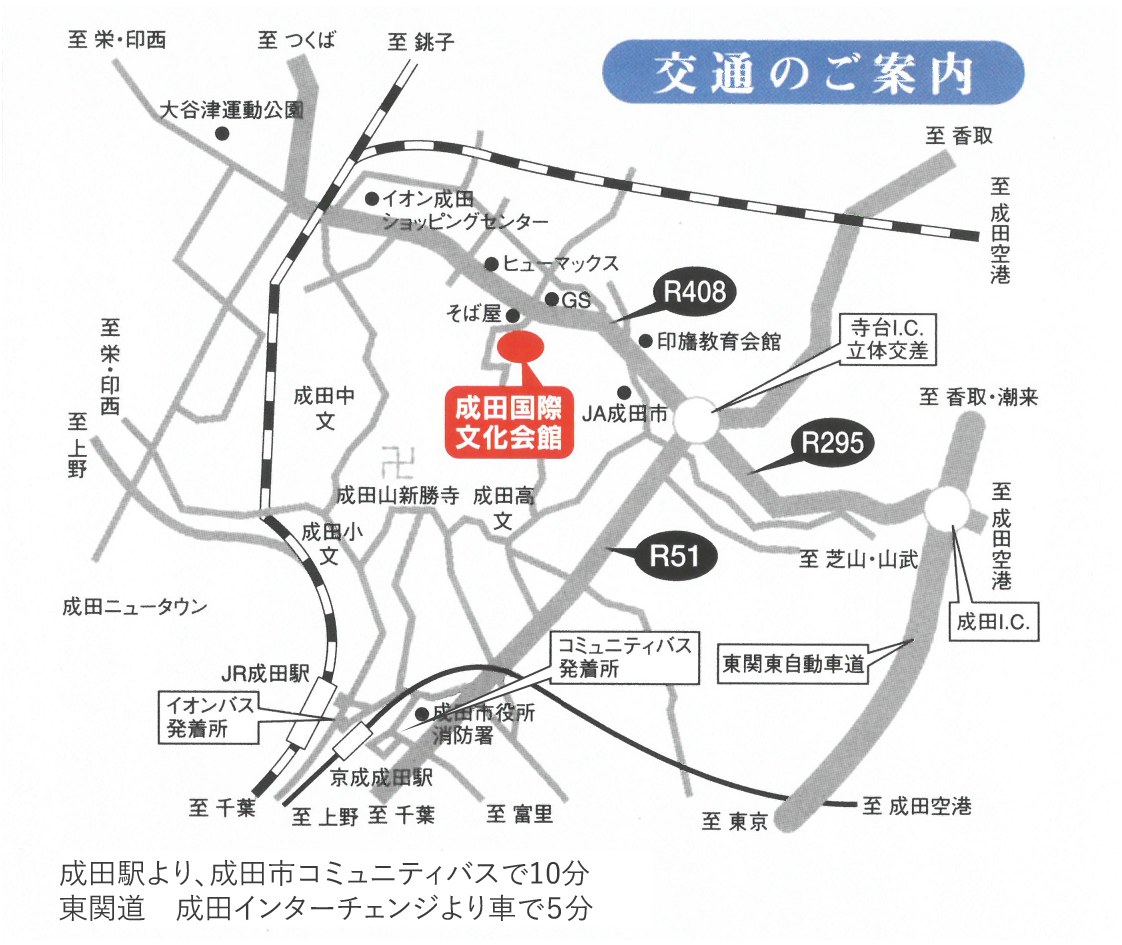 交通のご案内
至 栄・印西
至 つくば
至 銚子
大谷津運動公園
至 香取
至 成田空港
イオン成田
ショッピングセンター
ヒューマックス
GS
R408
そば屋
印旛教育会館
寺台I.C.
立体交差
至 栄・印西
至 上野
成田中
文
成田国際
文化会館
JA成田市
至 香取・潮来
R295
卍
成田山新勝寺
成田高
文
成田小
文
至 成田空港
R51
至 芝山・山武
成田ニュータウン
成田I.C.
コミュニティバス
発着所
東関東自動車道
JR成田駅
イオンバス
発着所
成田市役所
消防署
京成成田駅
至 千葉
至 上野
至 千葉
至 富里
至 東京
至 成田空港
成田駅より、成田市コミュニティバスで10分
東関道　成田インターチェンジより車で5分